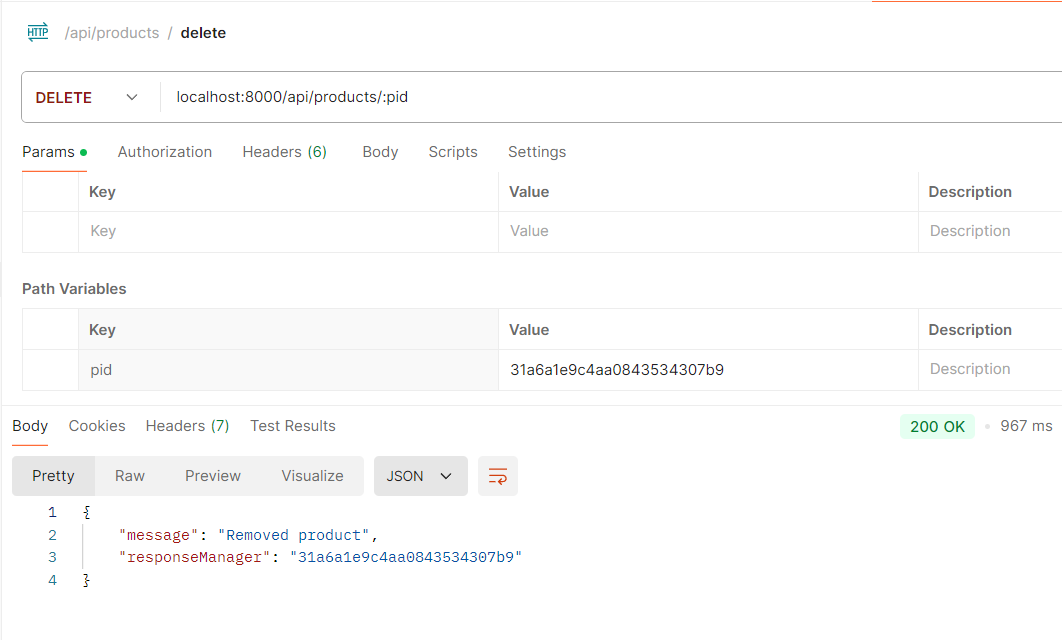 HTTP /api/products / delete
DELETE localhost:8000/api/products/:pid
Params Authorization Headers (6) Body Scripts Settings
Key Value Description
Key Value Description
Path Variables
Key Value Description
pid 31a6a1e9c4aa0843534307b9 Description
Body Cookies Headers (7) Test Results 200 OK 967 ms
Pretty Raw Preview Visualize JSON
1 {
2 "message": "Removed product",
3 "responseManager": "31a6a1e9c4aa0843534307b9"
4 }